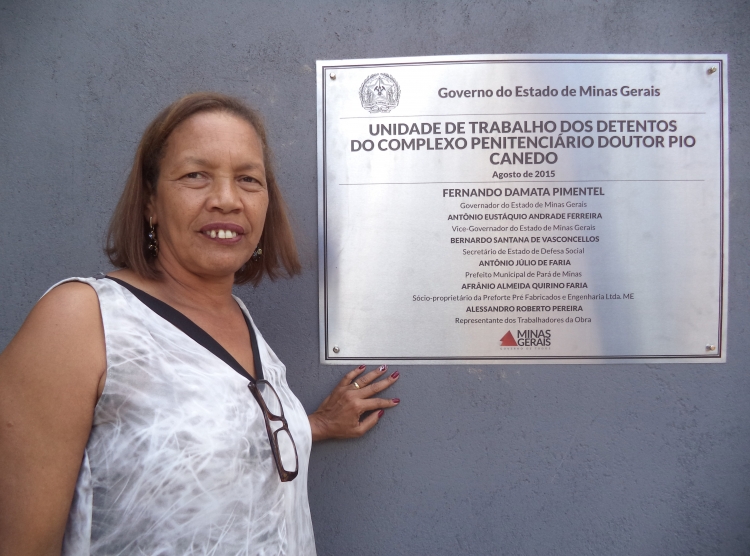 Governo do Estado de Minas Gerais
UNIDADE DE TRABALHO DOS DETENTOS
DO COMPLEXO PENITENCIÁRIO DOUTOR PIO
CANEDO
Agosto de 2015
FERNANDO DAMATA PIMENTEL
Governador do Estado de Minas Gerais
ANTÔNIO EUSTÁQUIO ANDRADE FERREIRA
Vice-Governador do Estado de Minas Gerais
BERNARDO SANTANA DE VASCONCELLOS
Secretário de Estado de Defesa Social
ANTÔNIO JÚLIO DE FARIA
Prefeito Municipal de Pará de Minas
AFRÂNIO ALMEIDA QUIRINO FARIA
Sócio-proprietário da Preforte Pré Fabricados e Engenharia Ltda. ME
ALESSANDRO ROBERTO PEREIRA
Representante dos Trabalhadores da Obra
MINAS
GERAIS
GOVERNO DE TODOS